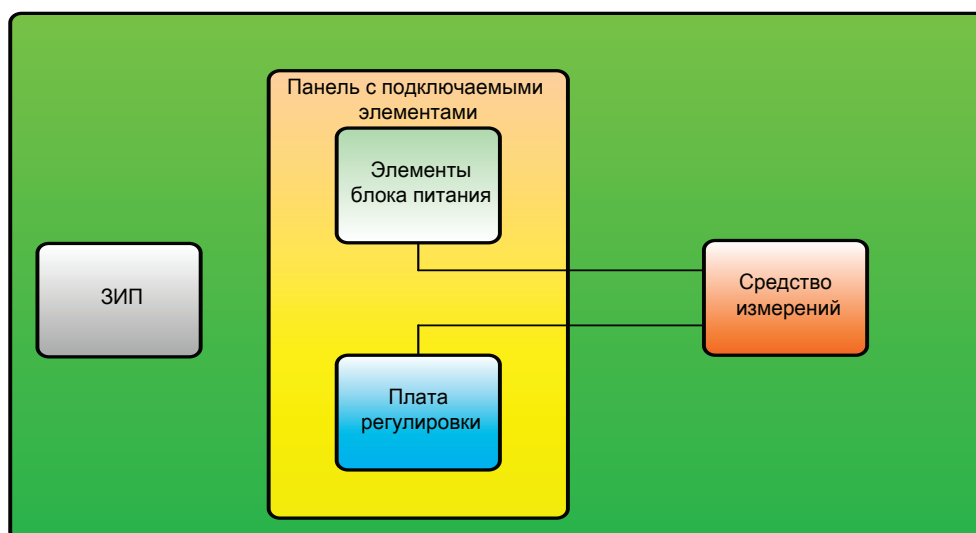 Панель с подключаемыми
элементами
Элементы
блока питания
ЗИП
Средство
измерений
Плата
регулировки